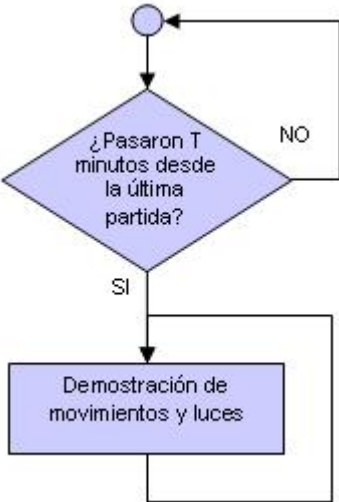 ¿Pasaron T
minutos desde
la última
partida?
NO
SI
Demostración de
movimientos y luces